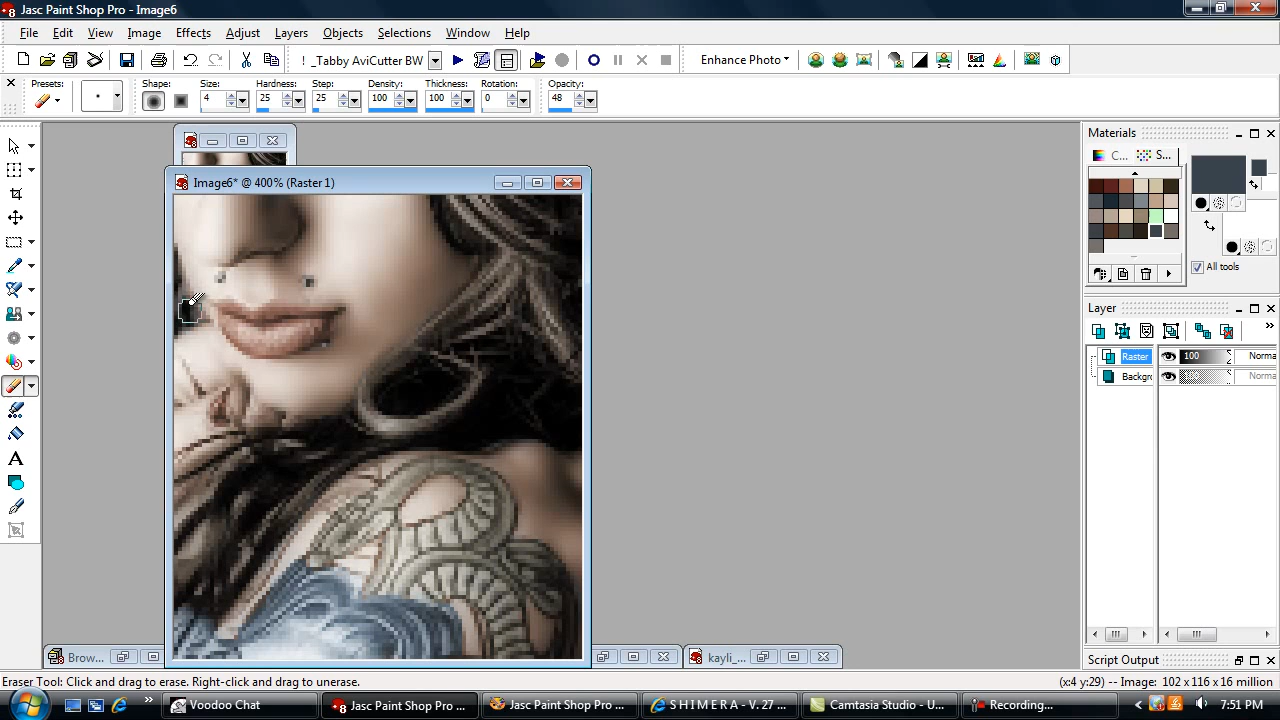 Jasc Paint Shop Pro - Image6
File Edit View Image Effects Adjust Layers Objects Selections Window Help
! _Tabby AviCutter BW Enhance Photo
Presets: Shape: Size: Hardness: Step: Density: Thickness: Rotation: Opacity:
4 25 25 100 100 0 48
Materials
C... S...
Image6* @ 400% (Raster 1)
All tools
Layer
Raster 100 Norma
Backgro Norma
Brow... kayli_...
Script Output
Eraser Tool: Click and drag to erase. Right-click and drag to unerase. (x:4 y:29) -- Image: 102 x 116 x 16 million
Voodoo Chat Jasc Paint Shop Pro ... Jasc Paint Shop Pro ... S H I M E R A - V. 27 ... Camtasia Studio - U... Recording... 7:51 PM